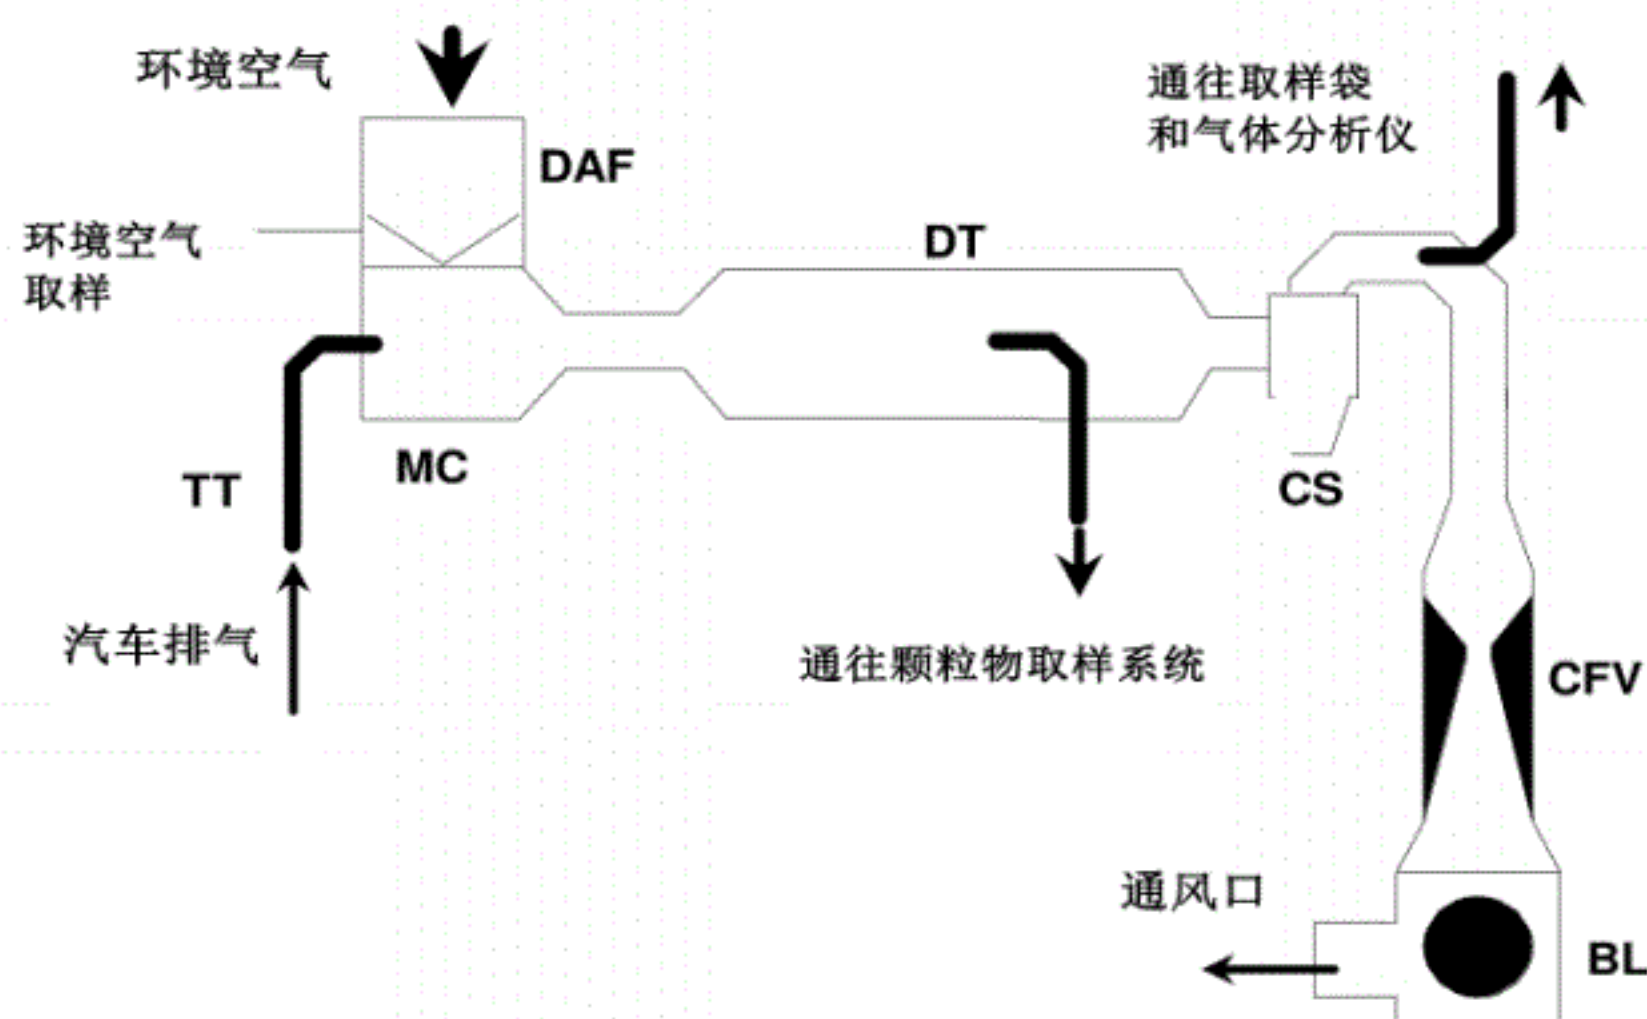 环境空气
DAF
通往取样袋
和气体分析仪
环境空气
取样
DT
TT
MC
CS
汽车排气
通往颗粒物取样系统
CFV
通风口
BL